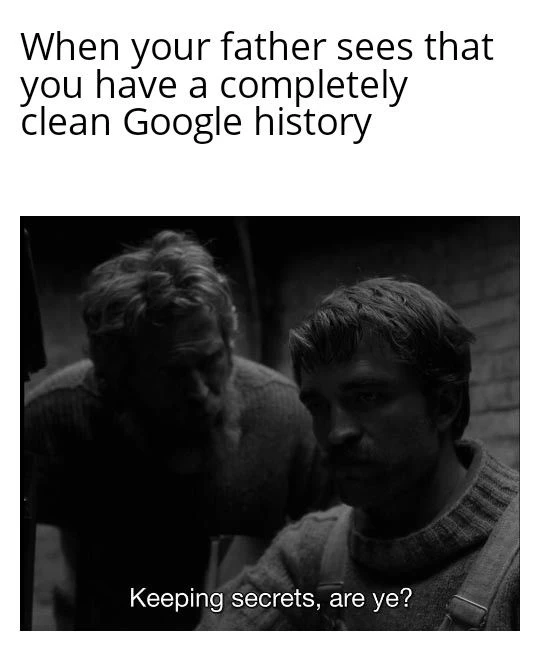 When your father sees that
you have a completely
clean Google history
Keeping secrets, are ye?